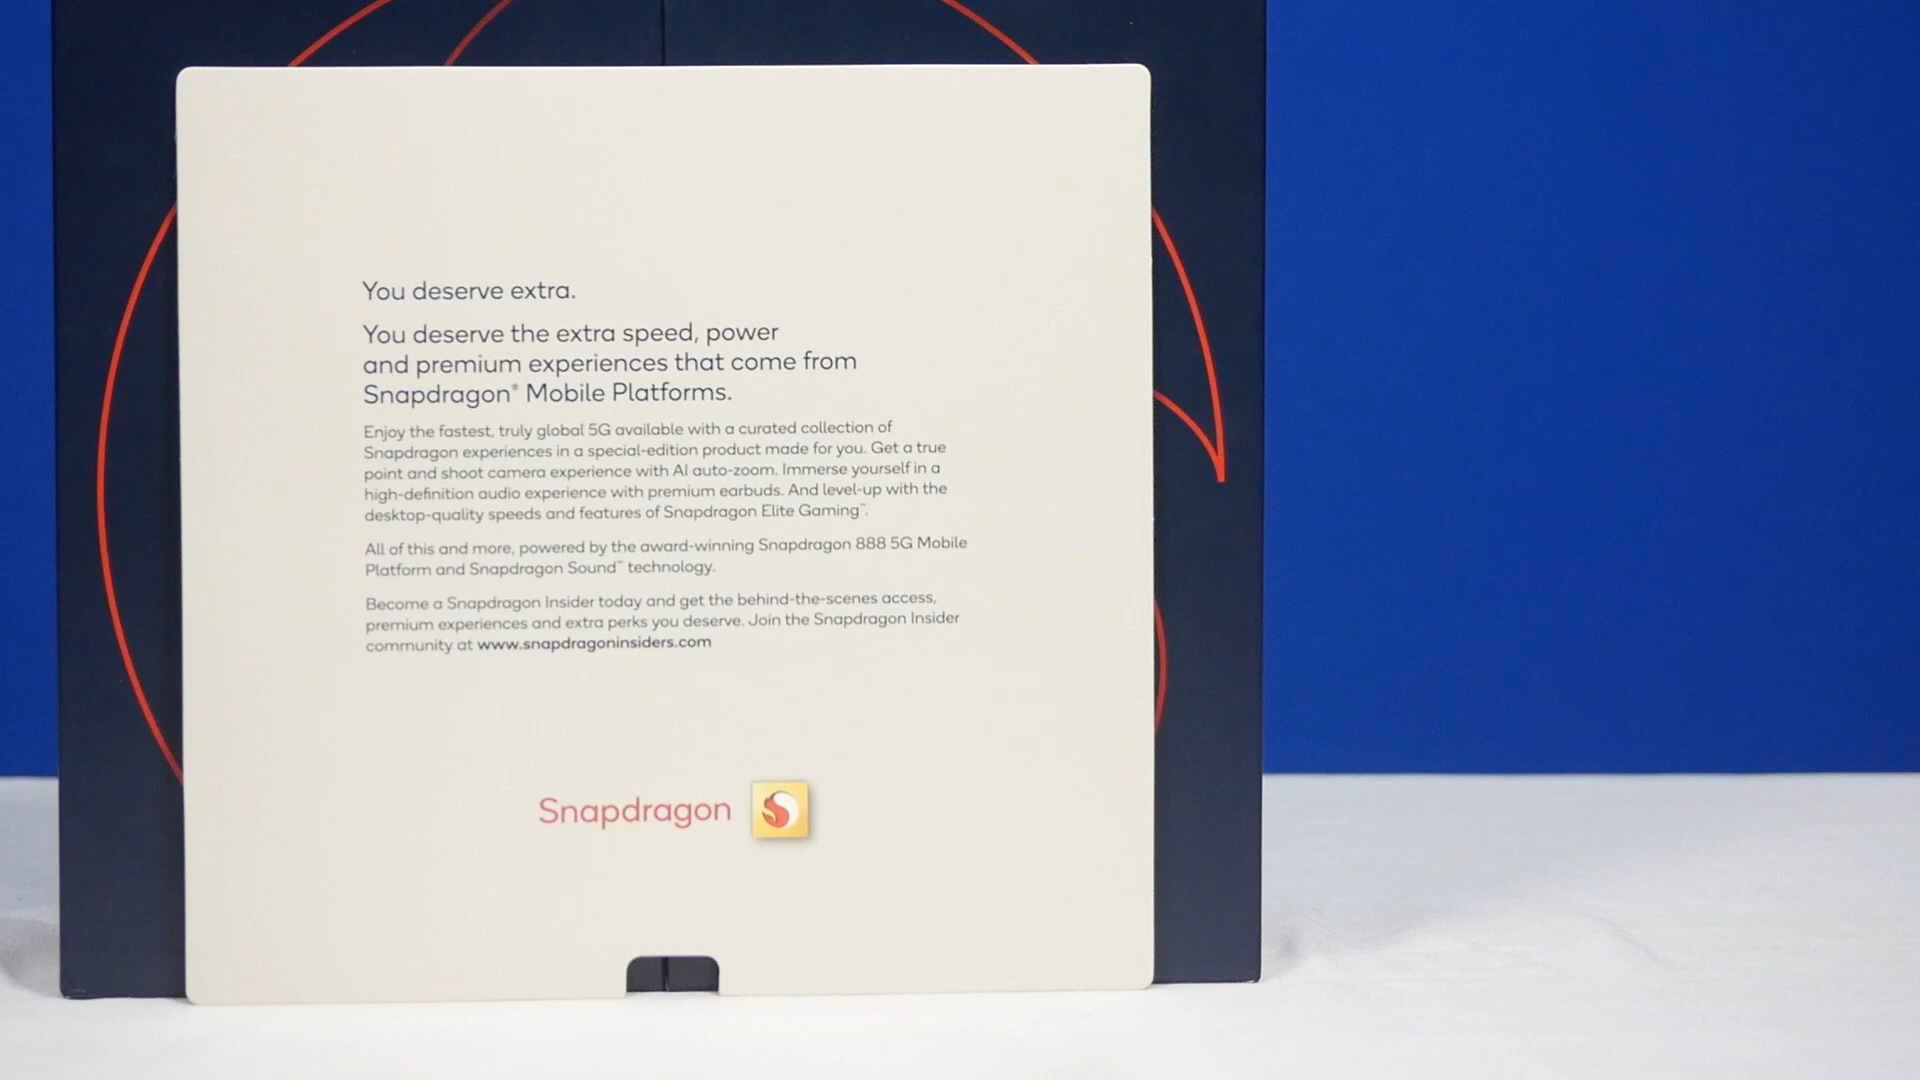 You deserve extra.
You deserve the extra speed, power
and premium experiences that come from
Snapdragon® Mobile Platforms.
Enjoy the fastest, truly global 5G available with a curated collection of
Snapdragon experiences in a special-edition product made for you. Get a true
point and shoot camera experience with AI auto-zoom. Immerse yourself in a
high-definition audio experience with premium earbuds. And level-up with the
desktop-quality speeds and features of Snapdragon Elite Gaming™.
All of this and more, powered by the award-winning Snapdragon 888 5G Mobile
Platform and Snapdragon Sound™ technology.
Become a Snapdragon Insider today and get the behind-the-scenes access,
premium experiences and extra perks you deserve. Join the Snapdragon Insider
community at www.snapdragoninsiders.com
Snapdragon